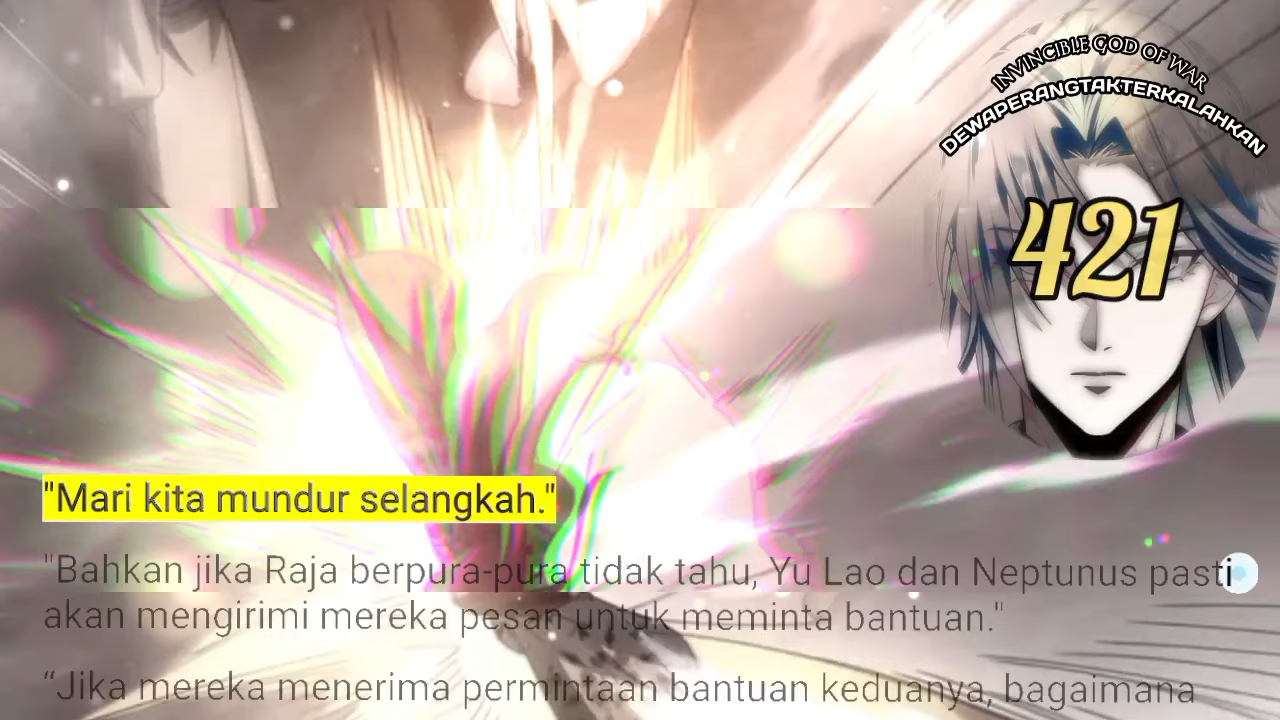 INVINCIBLE GOD OF WAR
DEWAPERANGTAKTERKALAHKAN
421
"Mari kita mundur selangkah."
"Bahkan jika Raja berpura-pura tidak tahu, Yu Lao dan Neptunus pasti
akan mengirimi mereka pesan untuk meminta bantuan."
“Jika mereka menerima permintaan bantuan keduanya, bagaimana